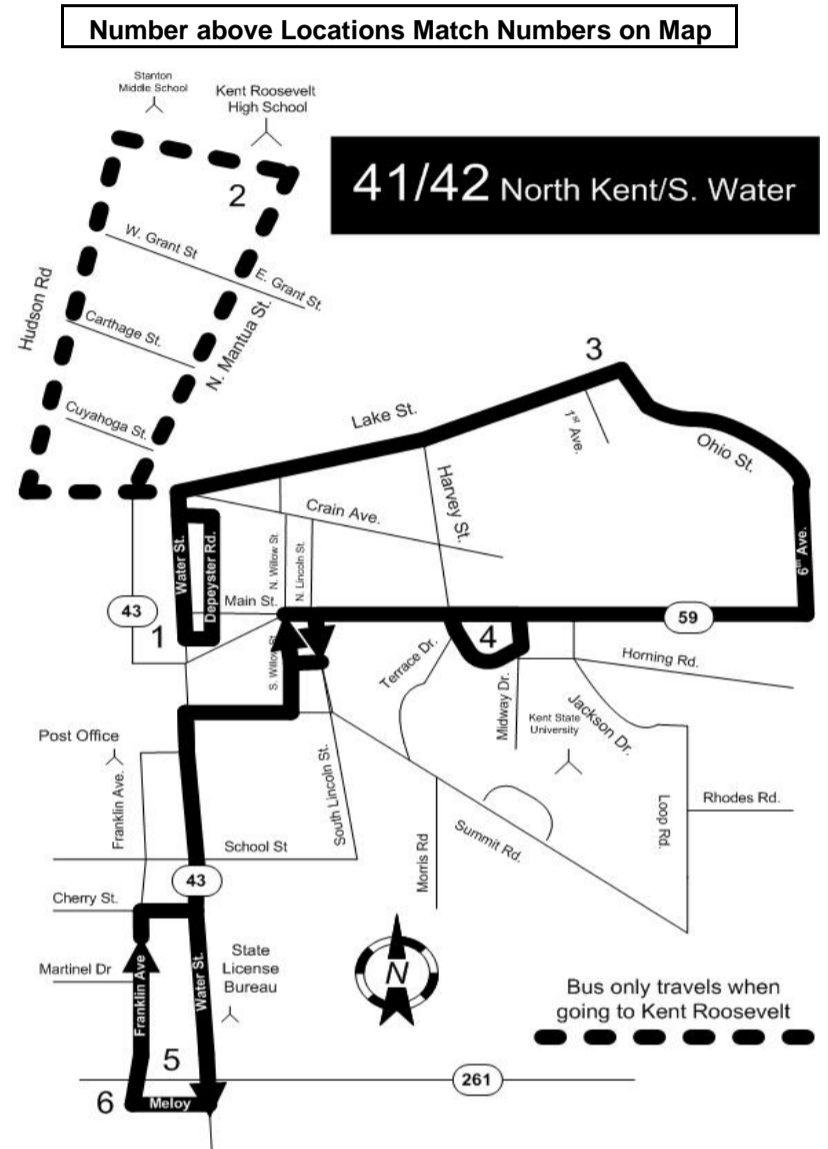 Number above Locations Match Numbers on Map
Stanton
Middle School
Kent Roosevelt
High School
41/42 North Kent/S. Water
2
W. Grant St
E. Grant St.
Hudson Rd
Carthage St.
N. Mantua St.
Cuyahoga St.
3
Lake St.
1st Ave.
Ohio St.
Harvey St.
Crain Ave.
Water St.
Depeyster Rd.
N. Willow St.
N. Lincoln St.
6th Ave.
Main St.
43
59
1
4
S. Willow St
Terrace Dr.
Midway Dr.
Horning Rd.
Jackson Dr.
Kent State
University
Post Office
Franklin Ave.
South Lincoln St.
Loop Rd.
Rhodes Rd.
School St
Morris Rd
Summit Rd.
43
Cherry St.
State
License
Bureau
Martinel Dr
Franklin Ave
Water St.
N
Bus only travels when
going to Kent Roosevelt
5
261
6
Meloy